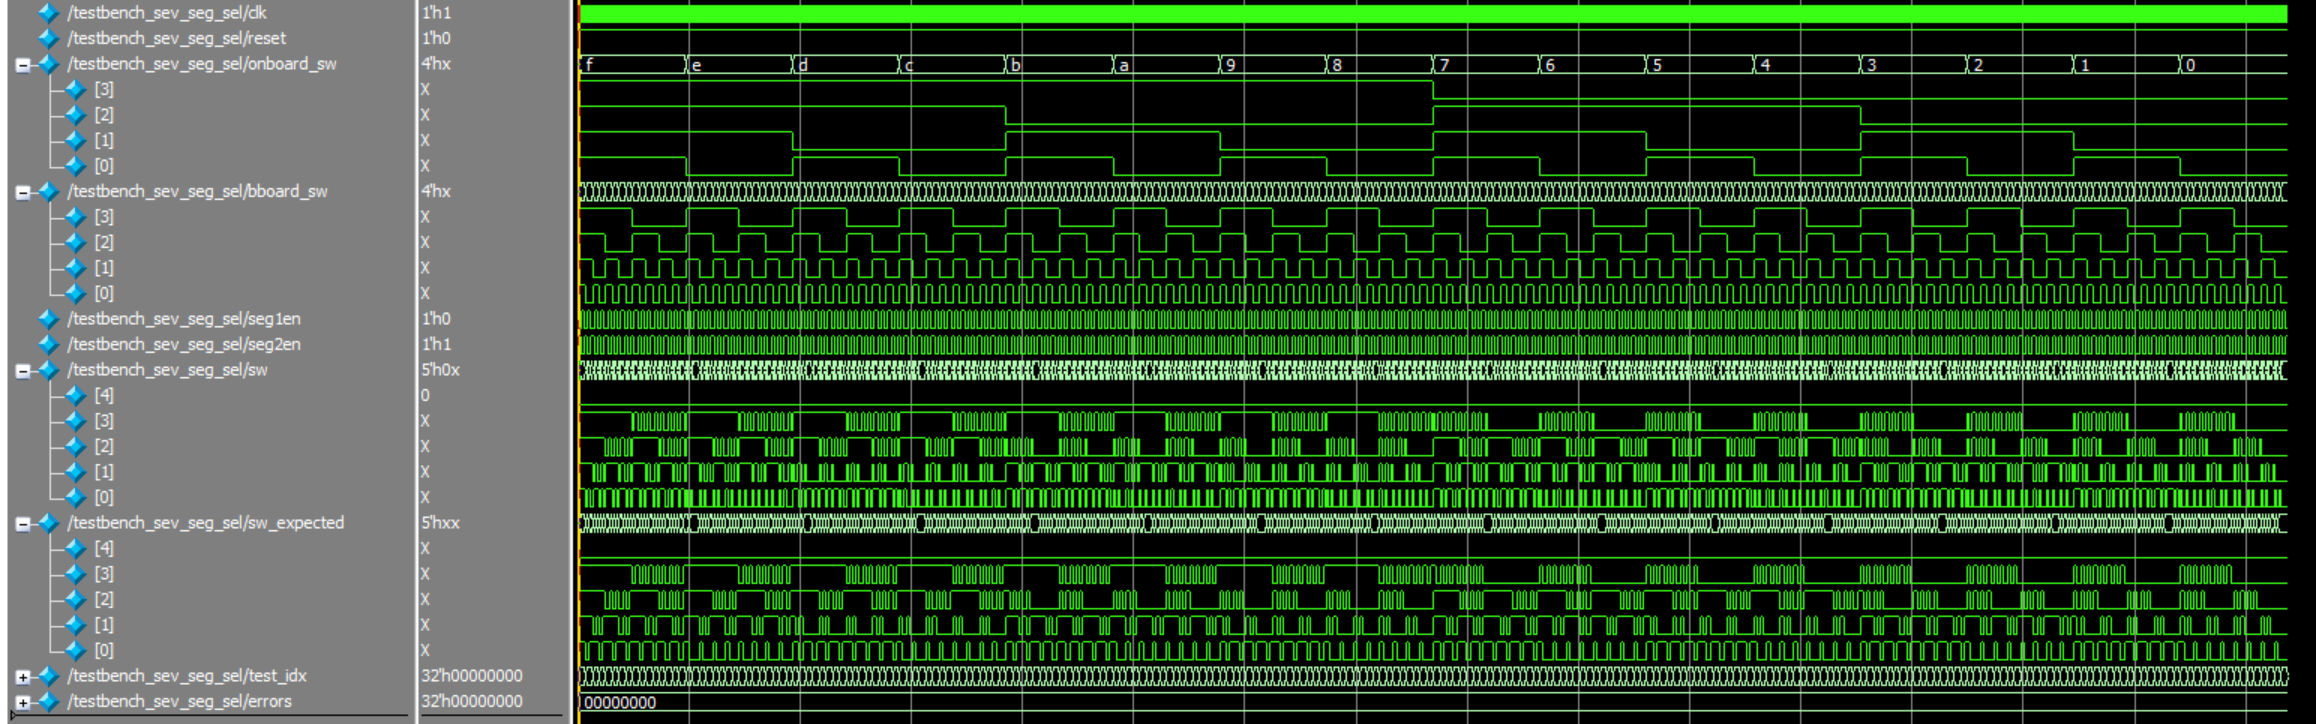 /testbench_sev_seg_sel/clk 1'h1
/testbench_sev_seg_sel/reset 1'h0
/testbench_sev_seg_sel/onboard_sw 4'hx f e d c b a 9 8 7 6 5 4 3 2 1 0
[3] X
[2] X
[1] X
[0] X
/testbench_sev_seg_sel/bboard_sw 4'hx
[3] X
[2] X
[1] X
[0] X
/testbench_sev_seg_sel/seg1en 1'h0
/testbench_sev_seg_sel/seg2en 1'h1
/testbench_sev_seg_sel/sw 5'h0x
[4] 0
[3] X
[2] X
[1] X
[0] X
/testbench_sev_seg_sel/sw_expected 5'hxx
[4] X
[3] X
[2] X
[1] X
[0] X
/testbench_sev_seg_sel/test_idx 32'h00000000
/testbench_sev_seg_sel/errors 32'h00000000 00000000